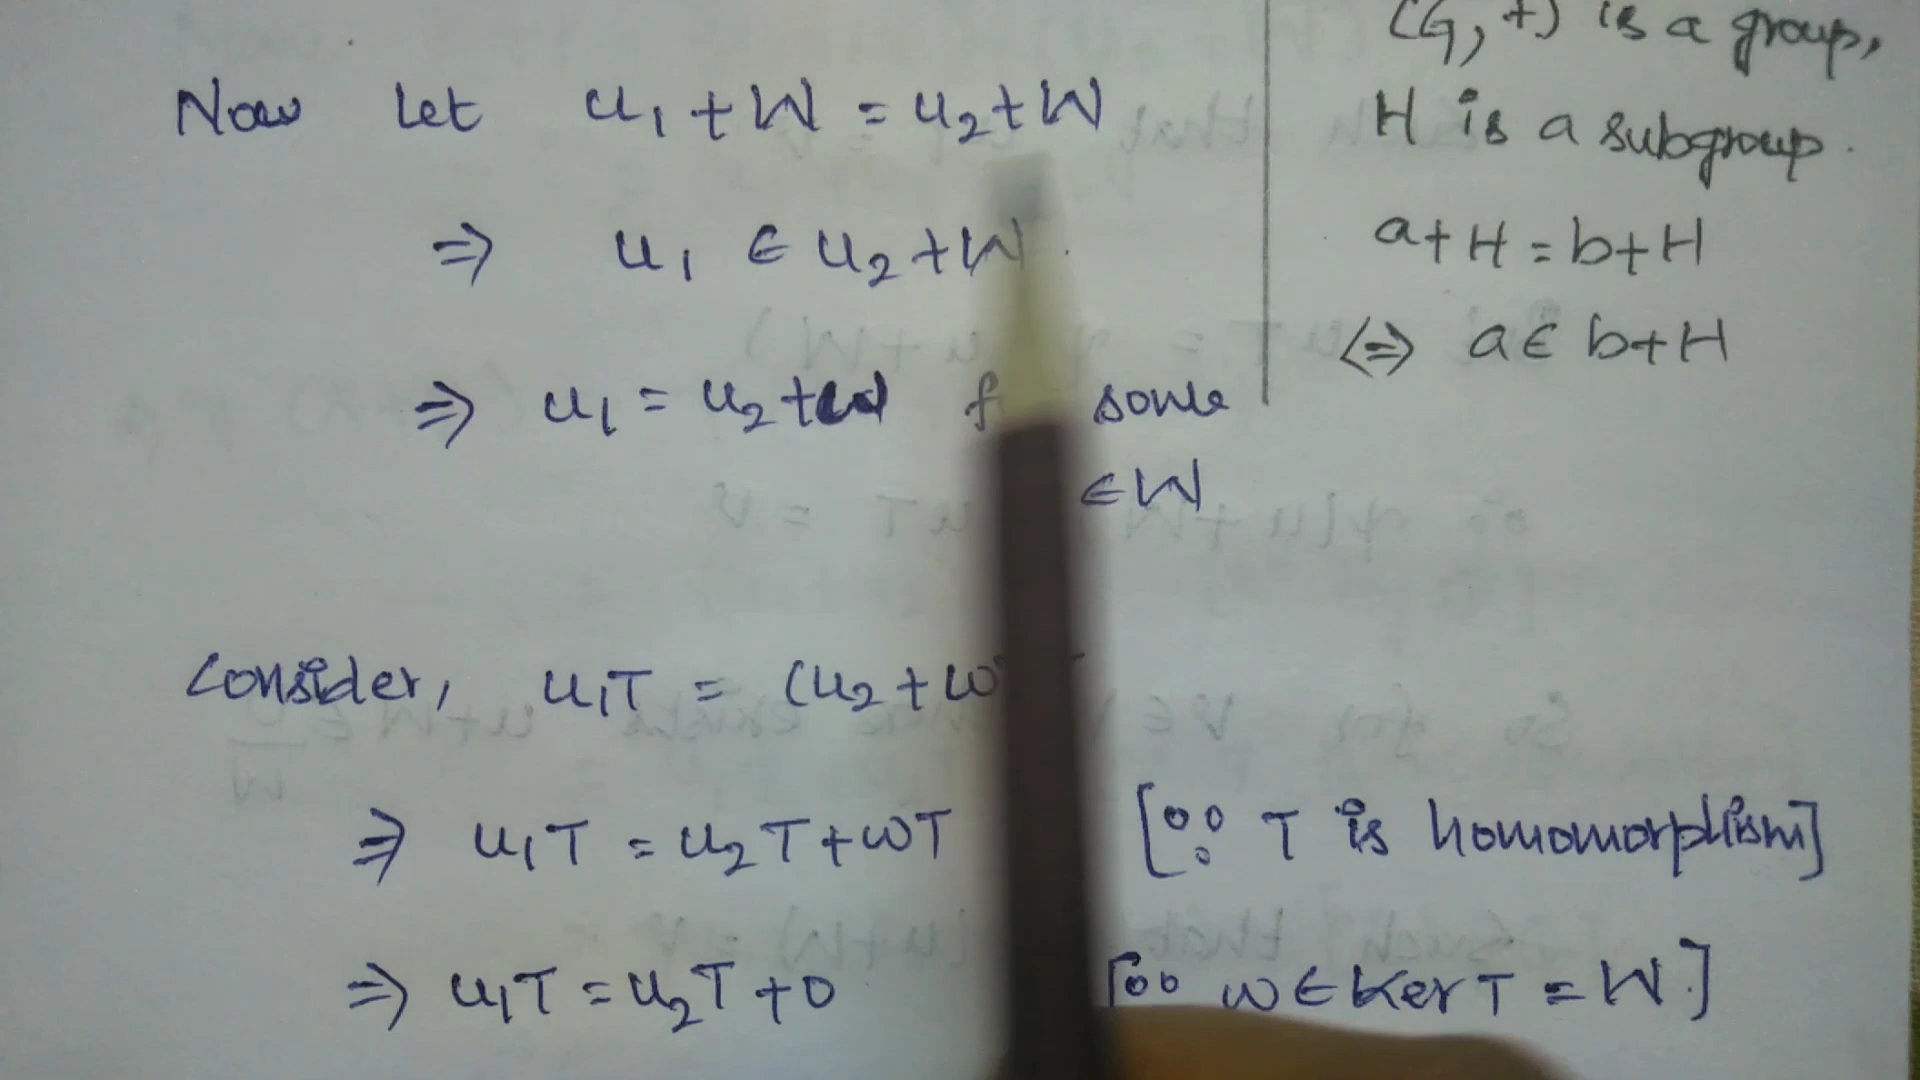 Now let u₁+W = u₂+W
⇒ u₁ ∈ u₂+W.
⇒ u₁ = u₂+w some
∈W
Consider, u₁T = (u₂+w
⇒ u₁T = u₂T+wT [∵ T is homomorphism]
⇒ u₁T = u₂T+0 [∵ w∈Ker T = W.]
(G,+) is a group,
H is a subgroup.
a+H = b+H
⇔ a∈ b+H